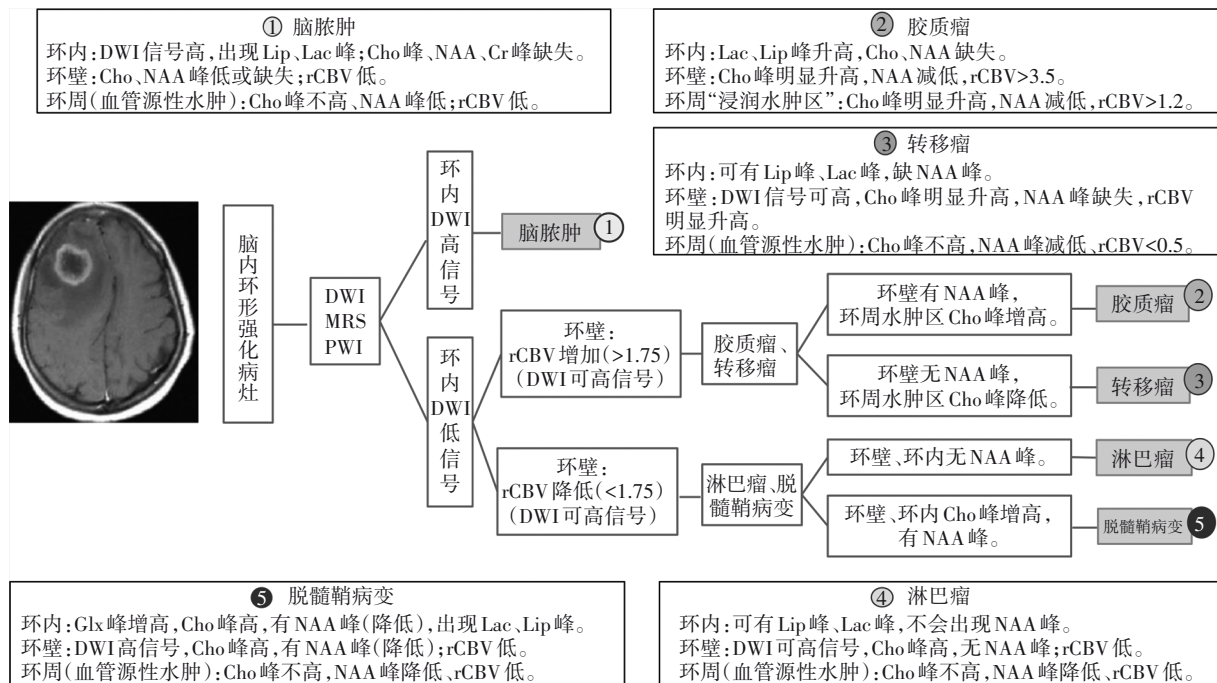 ① 脑脓肿
环内:DWI信号高,出现Lip、Lac峰;Cho峰、NAA、Cr峰缺失。
环壁:Cho、NAA峰低或缺失;rCBV低。
环周(血管源性水肿):Cho峰不高、NAA峰低;rCBV低。
② 胶质瘤
环内:Lac、Lip峰升高,Cho、NAA缺失。
环壁:Cho峰明显升高,NAA减低,rCBV>3.5。
环周“浸润水肿区”:Cho峰明显升高,NAA减低,rCBV>1.2。
③ 转移瘤
环内:可有Lip峰、Lac峰,缺NAA峰。
环壁:DWI信号可高,Cho峰明显升高,NAA峰缺失,rCBV
明显升高。
环周(血管源性水肿):Cho峰不高,NAA峰减低、rCBV<0.5。
脑内环形强化病灶
DWI
MRS
PWI
环
内
DWI
高
信
号
脑脓肿 ①
环
内
DWI
低
信
号
环壁:
rCBV增加(>1.75)
(DWI可高信号)
胶质瘤、
转移瘤
环壁有NAA峰,
环周水肿区Cho峰增高。
胶质瘤 ②
环壁无NAA峰,
环周水肿区Cho峰降低。
转移瘤 ③
环壁:
rCBV降低(<1.75)
(DWI可高信号)
淋巴瘤、脱
髓鞘病变
环壁、环内无NAA峰。
淋巴瘤 ④
环壁、环内Cho峰增高,
有NAA峰。
脱髓鞘病变 ❺
❺ 脱髓鞘病变
环内:Glx峰增高,Cho峰高,有NAA峰(降低),出现Lac、Lip峰。
环壁:DWI高信号,Cho峰高,有NAA峰(降低);rCBV低。
环周(血管源性水肿):Cho峰不高,NAA峰降低、rCBV低。
④ 淋巴瘤
环内:可有Lip峰、Lac峰,不会出现NAA峰。
环壁:DWI可高信号,Cho峰高,无NAA峰;rCBV低。
环周(血管源性水肿):Cho峰不高,NAA峰降低、rCBV低。